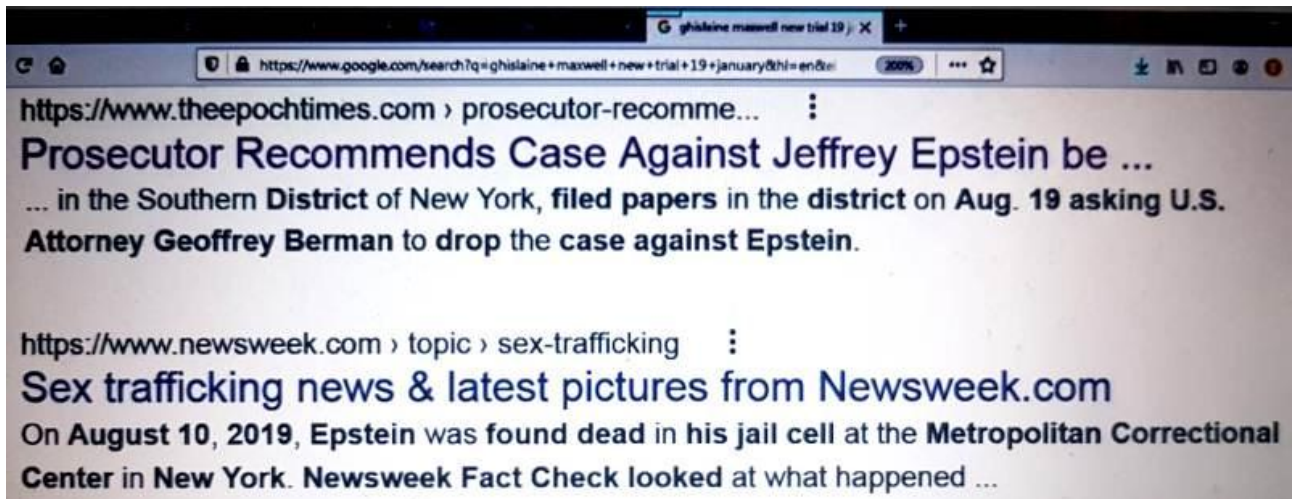 G ghislaine maxwell new trial 19 j
https://www.google.com/search?q=ghislaine+maxwell+new+trial+19+january&hl=en&ei 200%
https://www.theepochtimes.com › prosecutor-recomme...
Prosecutor Recommends Case Against Jeffrey Epstein be ...
... in the Southern District of New York, filed papers in the district on Aug. 19 asking U.S.
Attorney Geoffrey Berman to drop the case against Epstein.
https://www.newsweek.com › topic › sex-trafficking
Sex trafficking news & latest pictures from Newsweek.com
On August 10, 2019, Epstein was found dead in his jail cell at the Metropolitan Correctional
Center in New York. Newsweek Fact Check looked at what happened ...